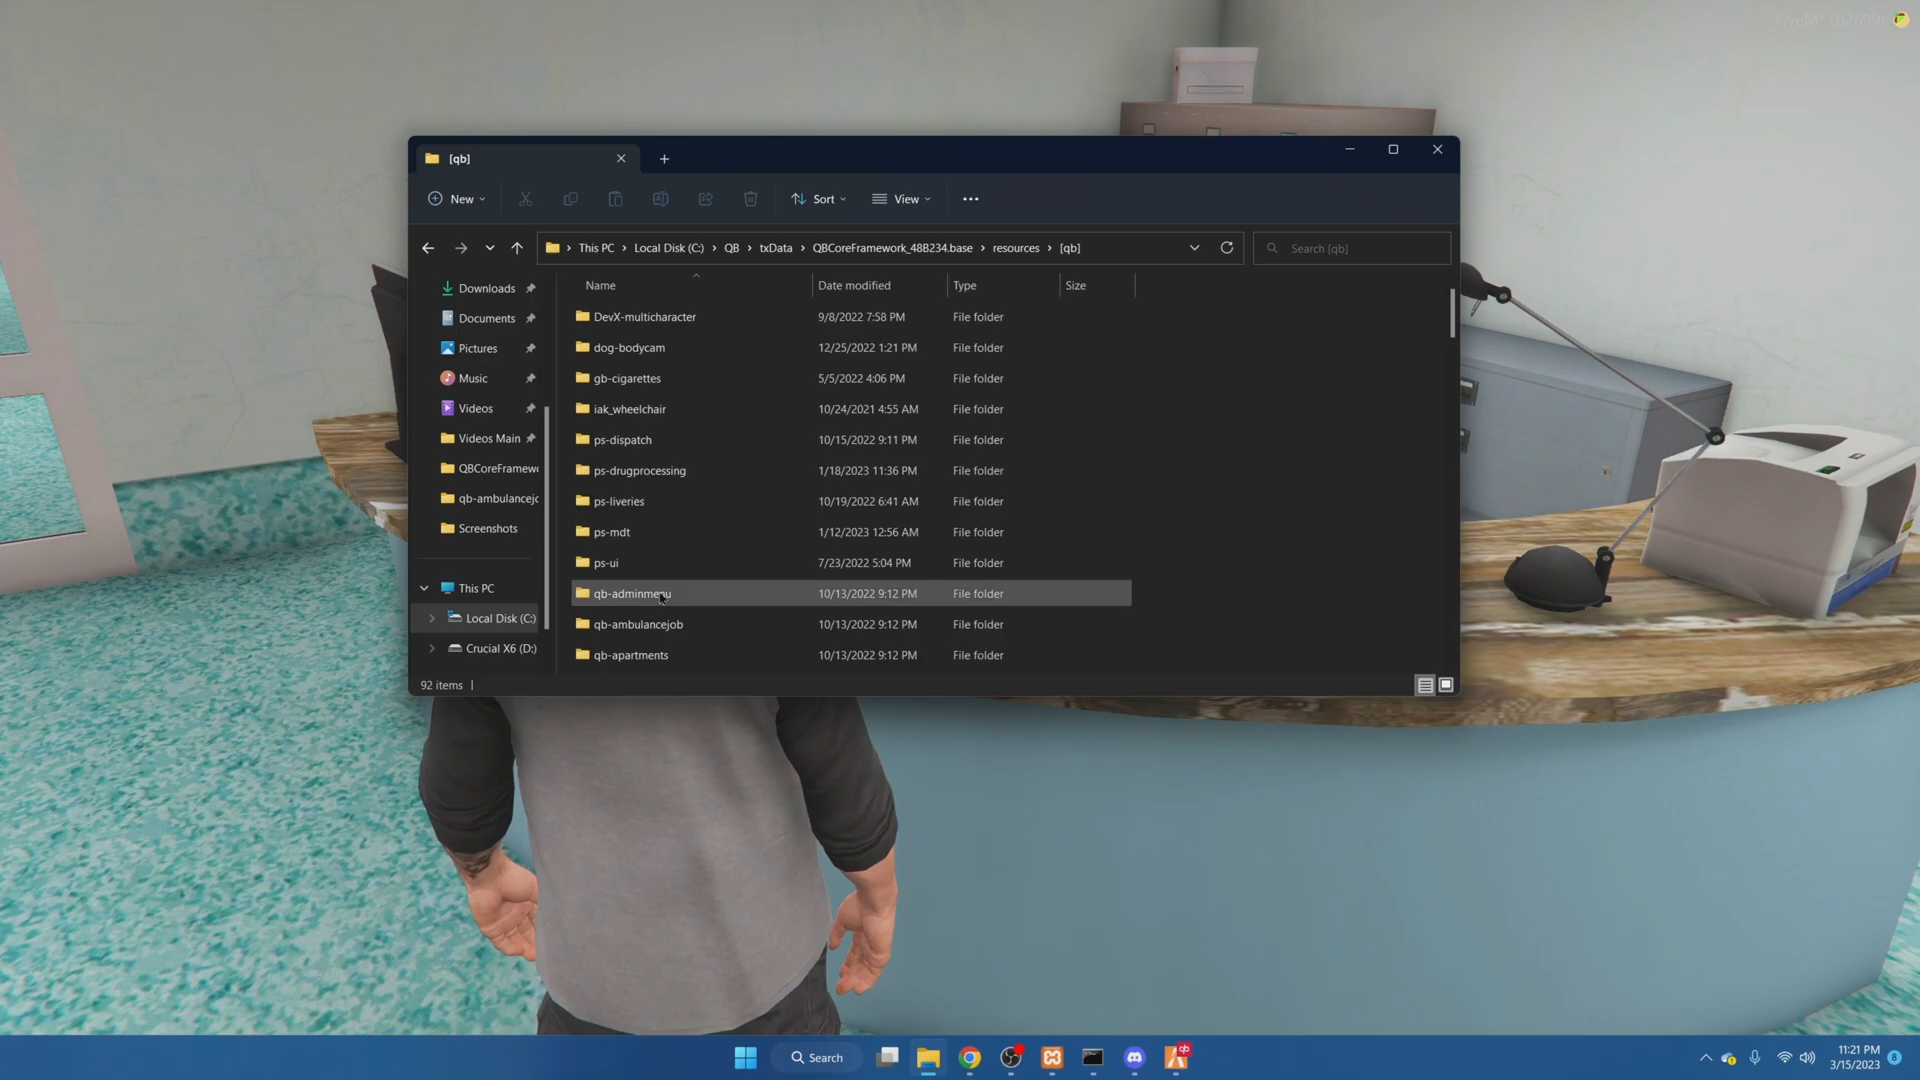 FiveM* (b2699)
[qb]
New
Sort
View
This PC
Local Disk (C:)
QB
txData
QBCoreFramework_48B234.base
resources
[qb]
Search [qb]
Name
Date modified
Type
Size
Downloads
Documents
Pictures
Music
Videos
Videos Main
QBCoreFramew
qb-ambulancejo
Screenshots
This PC
Local Disk (C:)
Crucial X6 (D:)
DevX-multicharacter 9/8/2022 7:58 PM File folder
dog-bodycam 12/25/2022 1:21 PM File folder
gb-cigarettes 5/5/2022 4:06 PM File folder
iak_wheelchair 10/24/2021 4:55 AM File folder
ps-dispatch 10/15/2022 9:11 PM File folder
ps-drugprocessing 1/18/2023 11:36 PM File folder
ps-liveries 10/19/2022 6:41 AM File folder
ps-mdt 1/12/2023 12:56 AM File folder
ps-ui 7/23/2022 5:04 PM File folder
qb-adminmenu 10/13/2022 9:12 PM File folder
qb-ambulancejob 10/13/2022 9:12 PM File folder
qb-apartments 10/13/2022 9:12 PM File folder
92 items
Search
qb
11:21 PM
3/15/2023
8